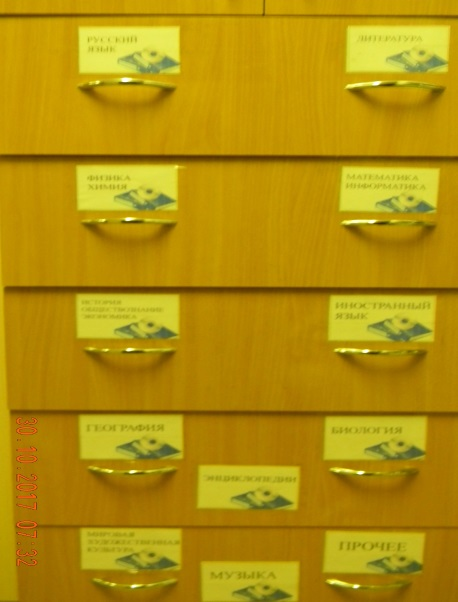 РУССКИЙ
ЯЗЫК
ЛИТЕРАТУРА
ФИЗИКА
ХИМИЯ
МАТЕМАТИКА
ИНФОРМАТИКА
ИСТОРИЯ
ОБЩЕСТВОЗНАНИЕ
ЭКОНОМИКА
ИНОСТРАННЫЙ
ЯЗЫК
ГЕОГРАФИЯ
БИОЛОГИЯ
ЭНЦИКЛОПЕДИИ
МИРОВАЯ
ХУДОЖЕСТВЕННАЯ
КУЛЬТУРА
ПРОЧЕЕ
МУЗЫКА
30.10.2017 07:32